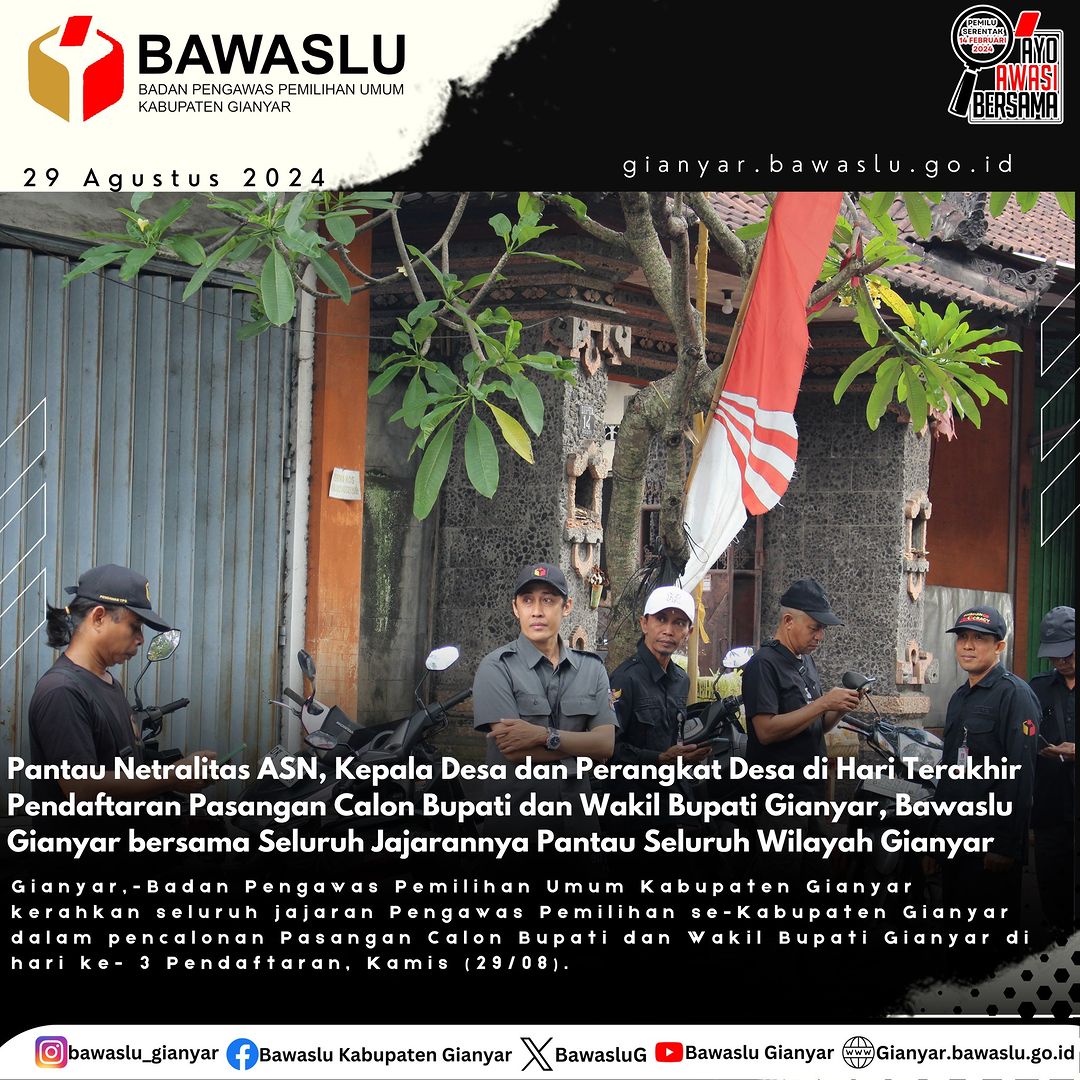 BAWASLU
BADAN PENGAWAS PEMILIHAN UMUM
KABUPATEN GIANYAR
PEMILU
SERENTAK
14 FEBRUARI
2024
AYO
AWASI
BERSAMA
29 Agustus 2024
gianyar.bawaslu.go.id
14
Pantau Netralitas ASN, Kepala Desa dan Perangkat Desa di Hari Terakhir
Pendaftaran Pasangan Calon Bupati dan Wakil Bupati Gianyar, Bawaslu
Gianyar bersama Seluruh Jajarannya Pantau Seluruh Wilayah Gianyar
Gianyar,-Badan Pengawas Pemilihan Umum Kabupaten Gianyar
kerahkan seluruh jajaran Pengawas Pemilihan se-Kabupaten Gianyar
dalam pencalonan Pasangan Calon Bupati dan Wakil Bupati Gianyar di
hari ke- 3 Pendaftaran, Kamis (29/08).
bawaslu_gianyar Bawaslu Kabupaten Gianyar BawasluG Bawaslu Gianyar Gianyar.bawaslu.go.id